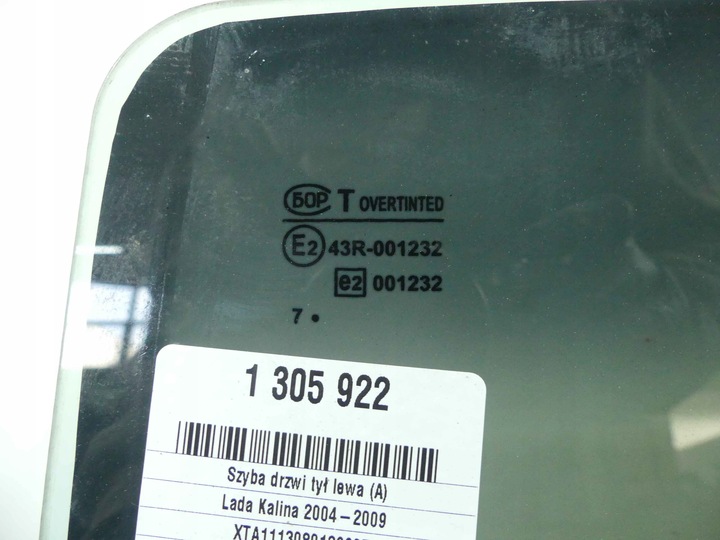 БОР T OVERTINTED
E2 43R-001232
e2 001232
7 •
1 305 922
Szyba drzwi tył lewa (A)
Lada Kalina 2004-2009